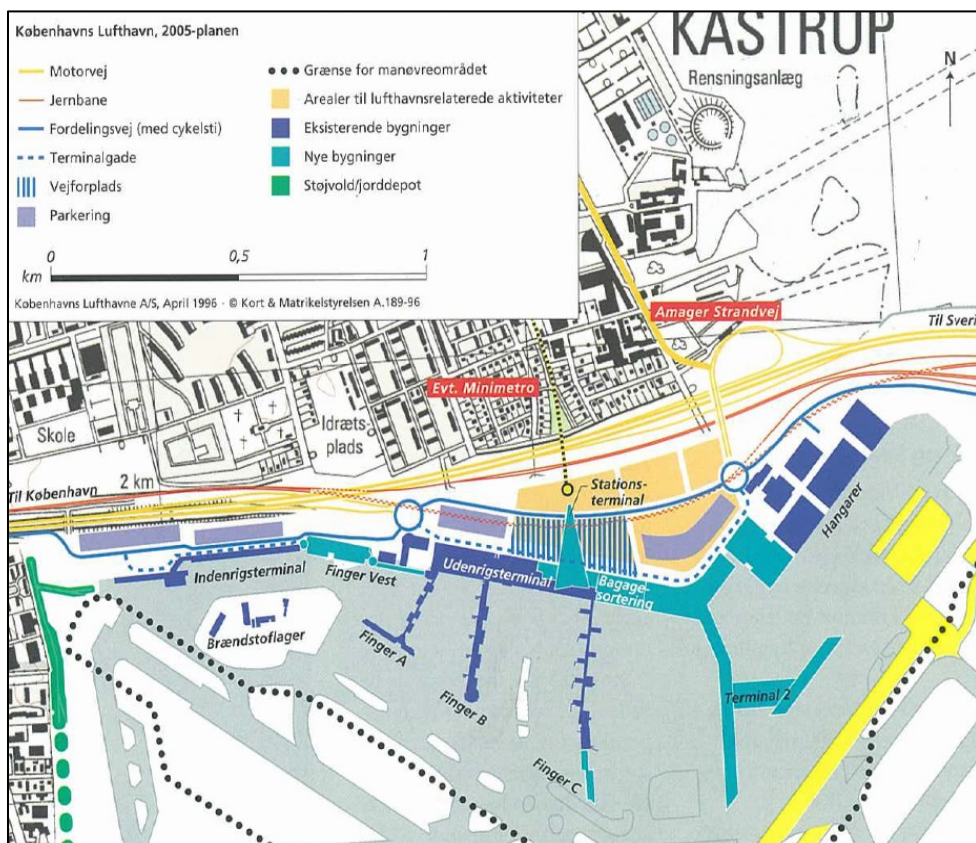 Københavns Lufthavn, 2005-planen
Motorvej
Jernbane
Fordelingsvej (med cykelsti)
Terminalgade
Vejforplads
Parkering
Grænse for manøvreområdet
Arealer til lufthavnsrelaterede aktiviteter
Eksisterende bygninger
Nye bygninger
Støjvold/jorddepot
0
0,5
1
km
Københavns Lufthavne A/S, April 1996 · © Kort & Matrikelstyrelsen A.189-96
KASTRUP
Rensningsanlæg
N
Amager Strandvej
Til Sveri
Evt. Minimetro
Skole
Idræts-
plads
Til København
2 km
Stations-
terminal
Hangarer
Indenrigsterminal
Finger Vest
Udenrigsterminal
Bagage-
sortering
Brændstoflager
Finger A
Finger B
Finger C
Terminal 2